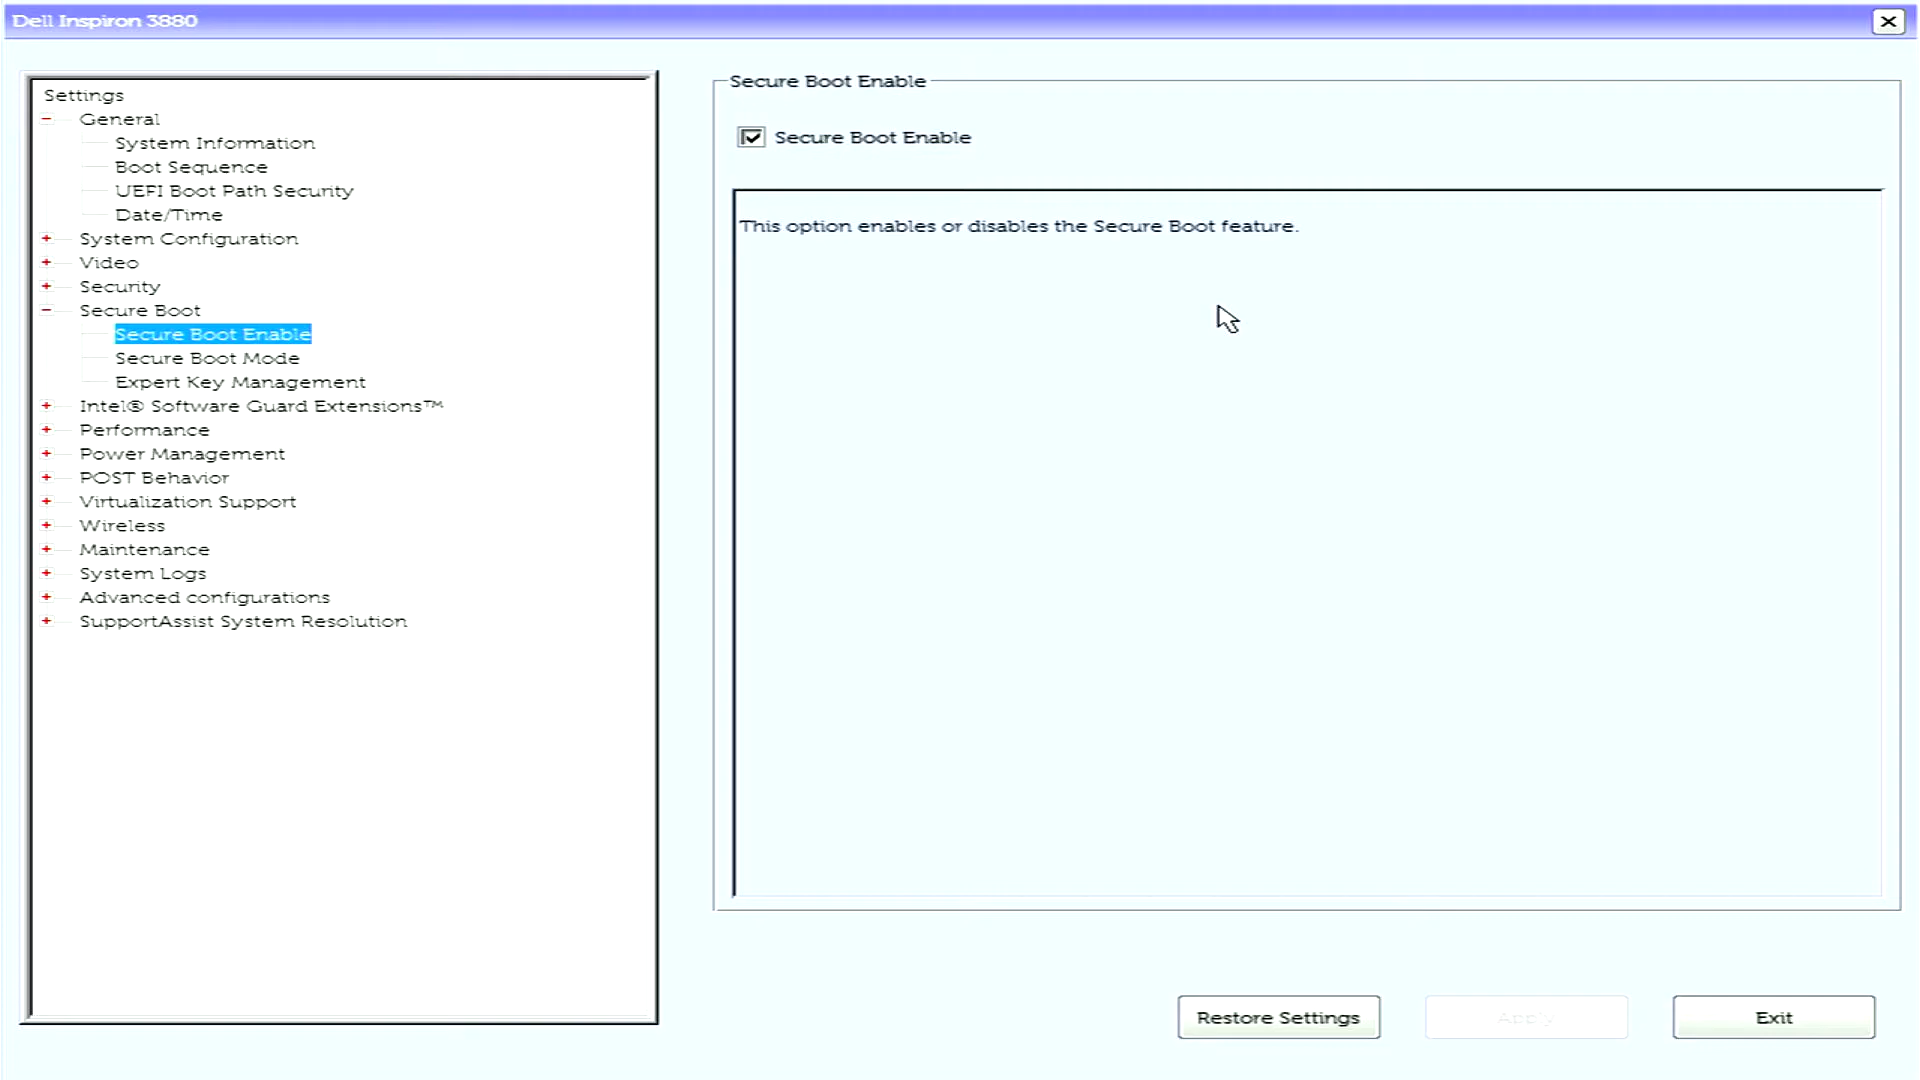 Dell Inspiron 3880
Settings
General
System Information
Boot Sequence
UEFI Boot Path Security
Date/Time
System Configuration
Video
Security
Secure Boot
Secure Boot Enable
Secure Boot Mode
Expert Key Management
Intel® Software Guard Extensions™
Performance
Power Management
POST Behavior
Virtualization Support
Wireless
Maintenance
System Logs
Advanced configurations
SupportAssist System Resolution
Secure Boot Enable
Secure Boot Enable
This option enables or disables the Secure Boot feature.
Restore Settings
Apply
Exit